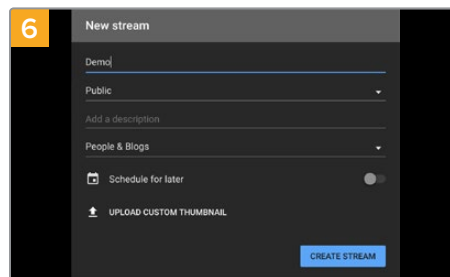 6
New stream
Demo
Public
Add a description
People & Blogs
Schedule for later
UPLOAD CUSTOM THUMBNAIL
CREATE STREAM